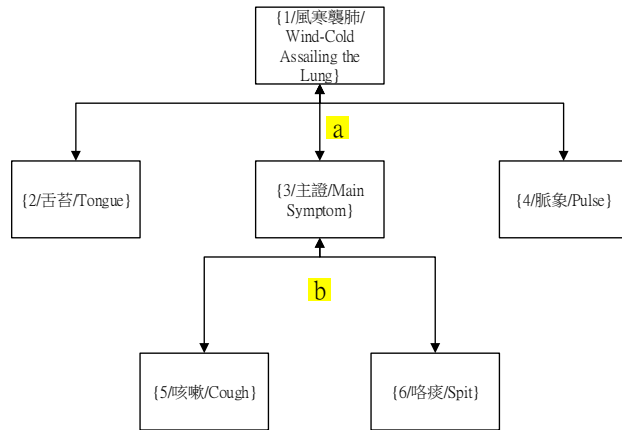 {1/風寒襲肺/
Wind-Cold
Assailing the
Lung}
a
{2/舌苔/Tongue}
{3/主證/Main
Symptom}
{4/脈象/Pulse}
b
{5/咳嗽/Cough}
{6/咯痰/Spit}